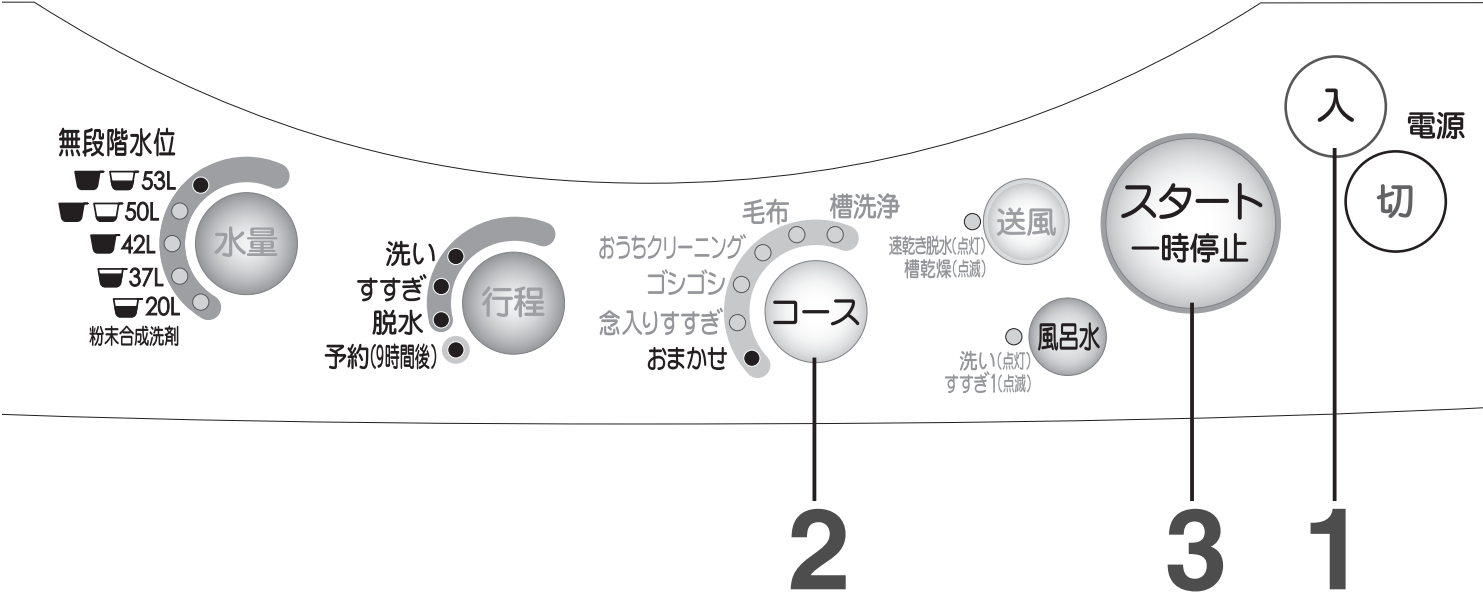 無段階水位
53L
50L
42L
37L
20L
粉末合成洗剤
水量
洗い
すすぎ
脱水
予約(9時間後)
行程
毛布
槽洗浄
おうちクリーニング
ゴシゴシ
念入りすすぎ
おまかせ
コース
送風
速乾き脱水(点灯)
槽乾燥(点滅)
風呂水
洗い(点灯)
すすぎ1(点滅)
スタート
一時停止
入
電源
切
2
3
1